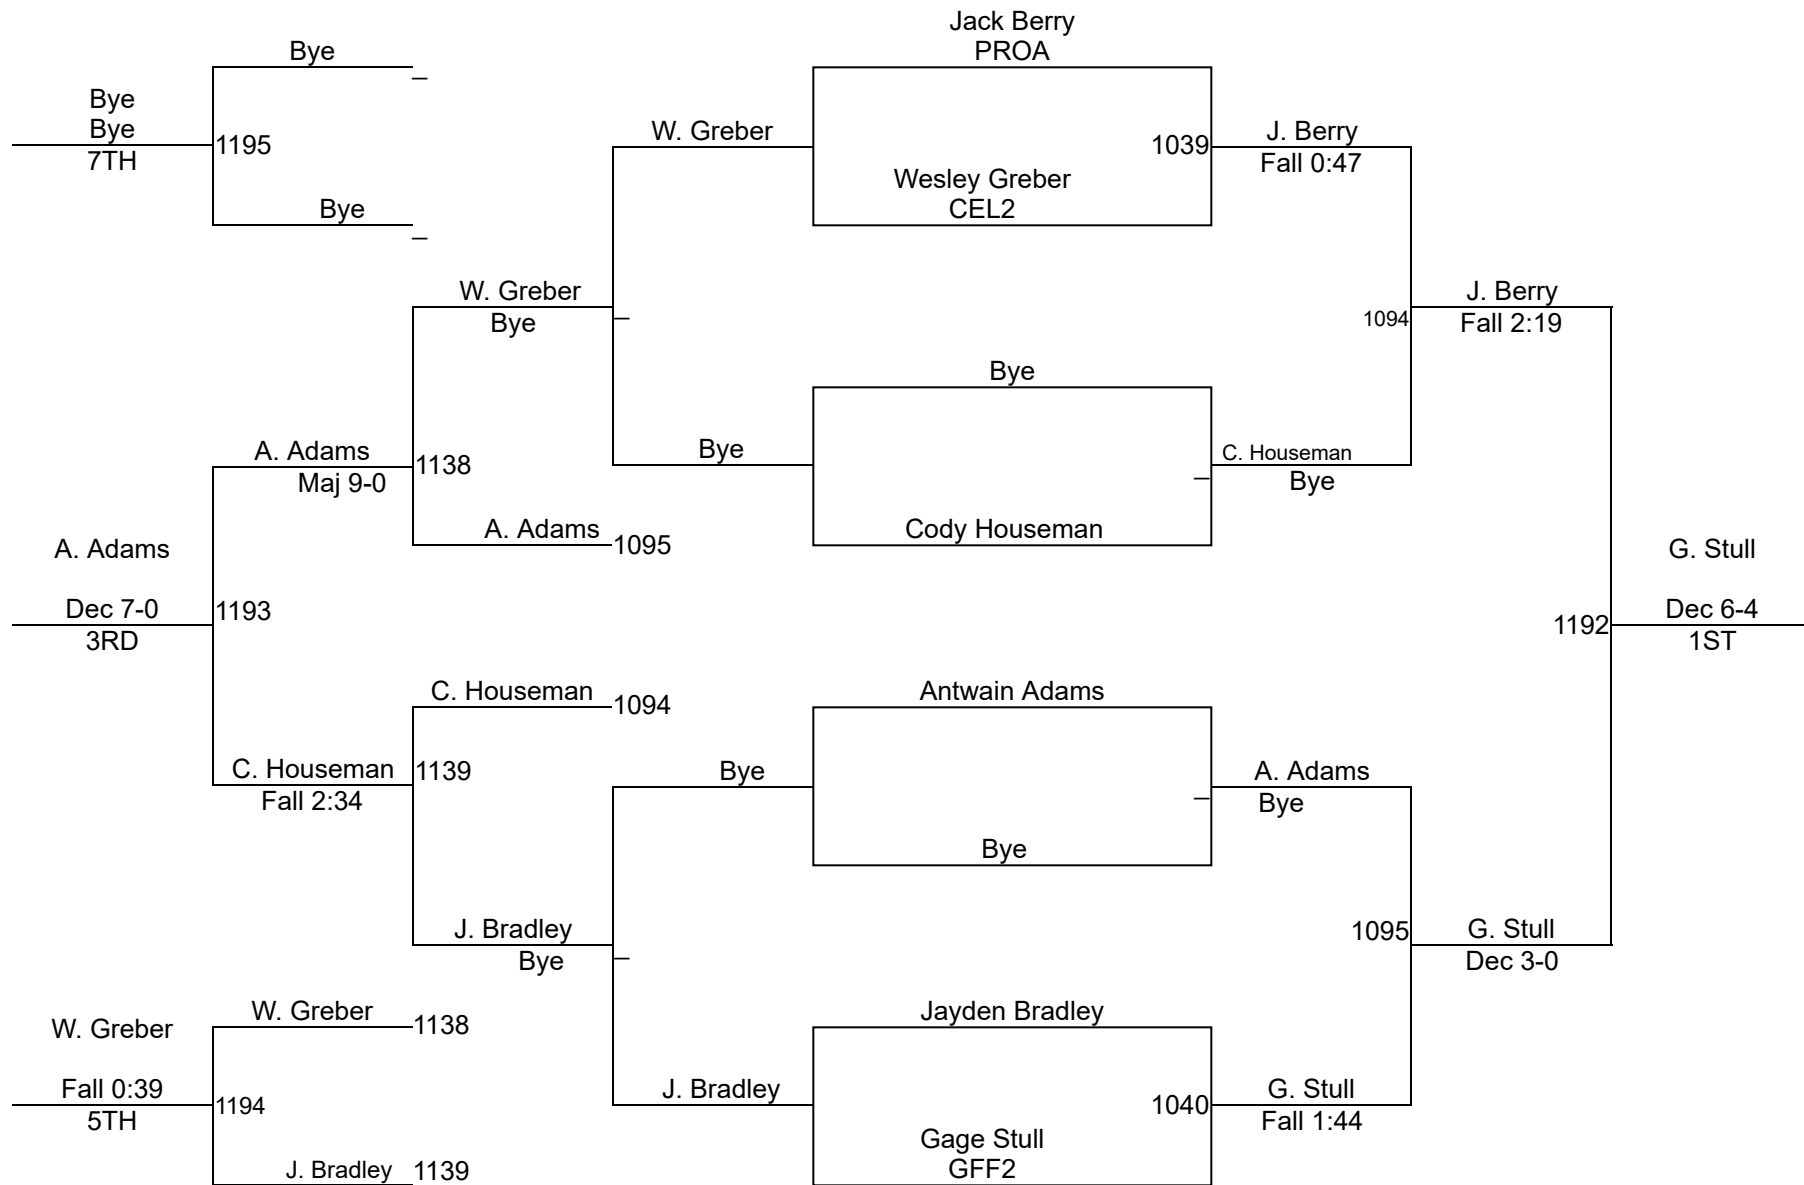 Jack Berry
PROA
Bye
_
Bye
Bye
7TH
1195
W. Greber
1039
J. Berry
Fall 0:47
Wesley Greber
CEL2
Bye
_
W. Greber
Bye
_
1094
J. Berry
Fall 2:19
Bye
A. Adams
Maj 9-0
1138
Bye
C. Houseman
Bye
_
A. Adams
1095
Cody Houseman
A. Adams
Dec 7-0
3RD
1193
G. Stull
Dec 6-4
1ST
1192
C. Houseman
1094
Antwain Adams
C. Houseman
Fall 2:34
1139
Bye
A. Adams
Bye
_
Bye
J. Bradley
Bye
_
1095
G. Stull
Dec 3-0
W. Greber
1138
Jayden Bradley
W. Greber
Fall 0:39
5TH
1194
J. Bradley
1040
G. Stull
Fall 1:44
Gage Stull
GFF2
J. Bradley
1139